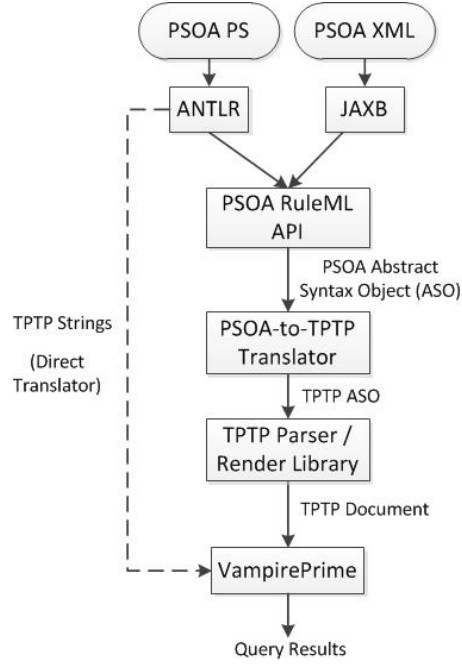 PSOA PS
PSOA XML
ANTLR
JAXB
PSOA RuleML
API
PSOA Abstract
Syntax Object (ASO)
TPTP Strings
(Direct
Translator)
PSOA-to-TPTP
Translator
TPTP ASO
TPTP Parser /
Render Library
TPTP Document
VampirePrime
Query Results